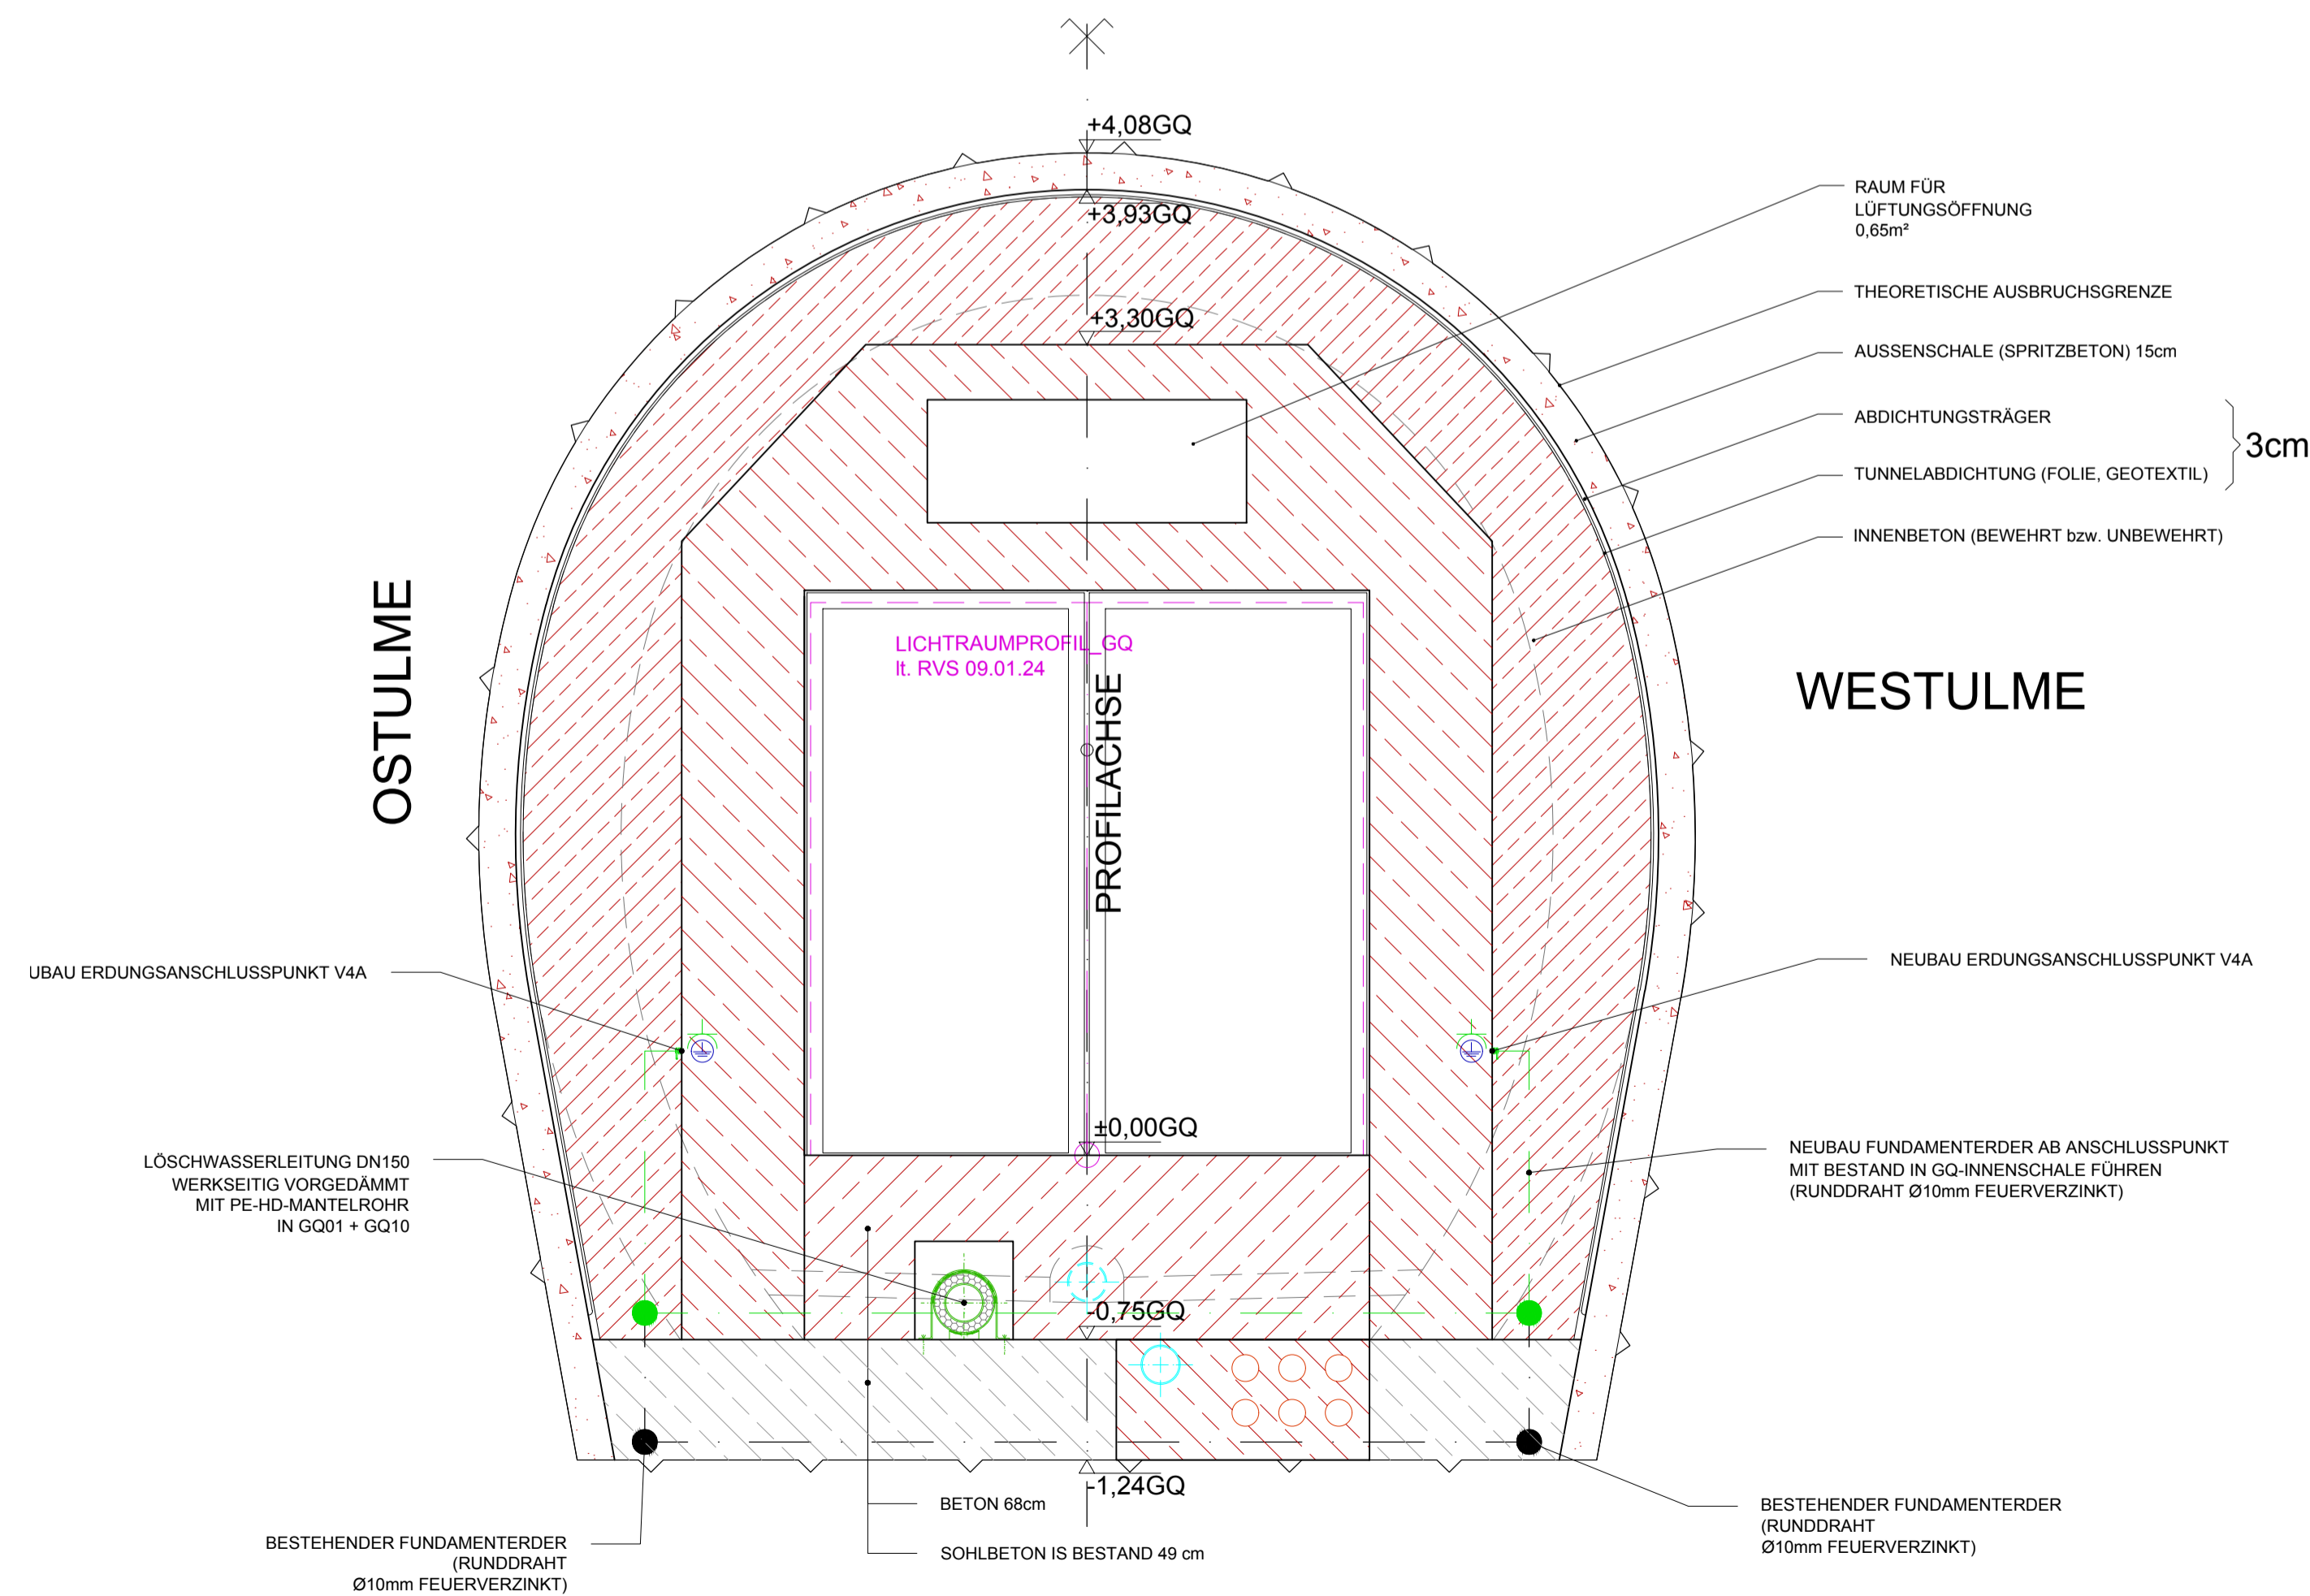 +4,08GQ
+3,93GQ
+3,30GQ
RAUM FÜR
LÜFTUNGSÖFFNUNG
0,65m²
THEORETISCHE AUSBRUCHSGRENZE
AUSSENSCHALE (SPRITZBETON) 15cm
ABDICHTUNGSTRÄGER
3cm
TUNNELABDICHTUNG (FOLIE, GEOTEXTIL)
INNENBETON (BEWEHRT bzw. UNBEWEHRT)
OSTULME
LICHTRAUMPROFIL_GQ
lt. RVS 09.01.24
PROFILACHSE
WESTULME
UBAU ERDUNGSANSCHLUSSPUNKT V4A
NEUBAU ERDUNGSANSCHLUSSPUNKT V4A
±0,00GQ
LÖSCHWASSERLEITUNG DN150
WERKSEITIG VORGEDÄMMT
MIT PE-HD-MANTELROHR
IN GQ01 + GQ10
NEUBAU FUNDAMENTERDER AB ANSCHLUSSPUNKT
MIT BESTAND IN GQ-INNENSCHALE FÜHREN
(RUNDDRAHT Ø10mm FEUERVERZINKT)
-0,75GQ
-1,24GQ
BETON 68cm
SOHLBETON IS BESTAND 49 cm
BESTEHENDER FUNDAMENTERDER
(RUNDDRAHT
Ø10mm FEUERVERZINKT)
BESTEHENDER FUNDAMENTERDER
(RUNDDRAHT
Ø10mm FEUERVERZINKT)